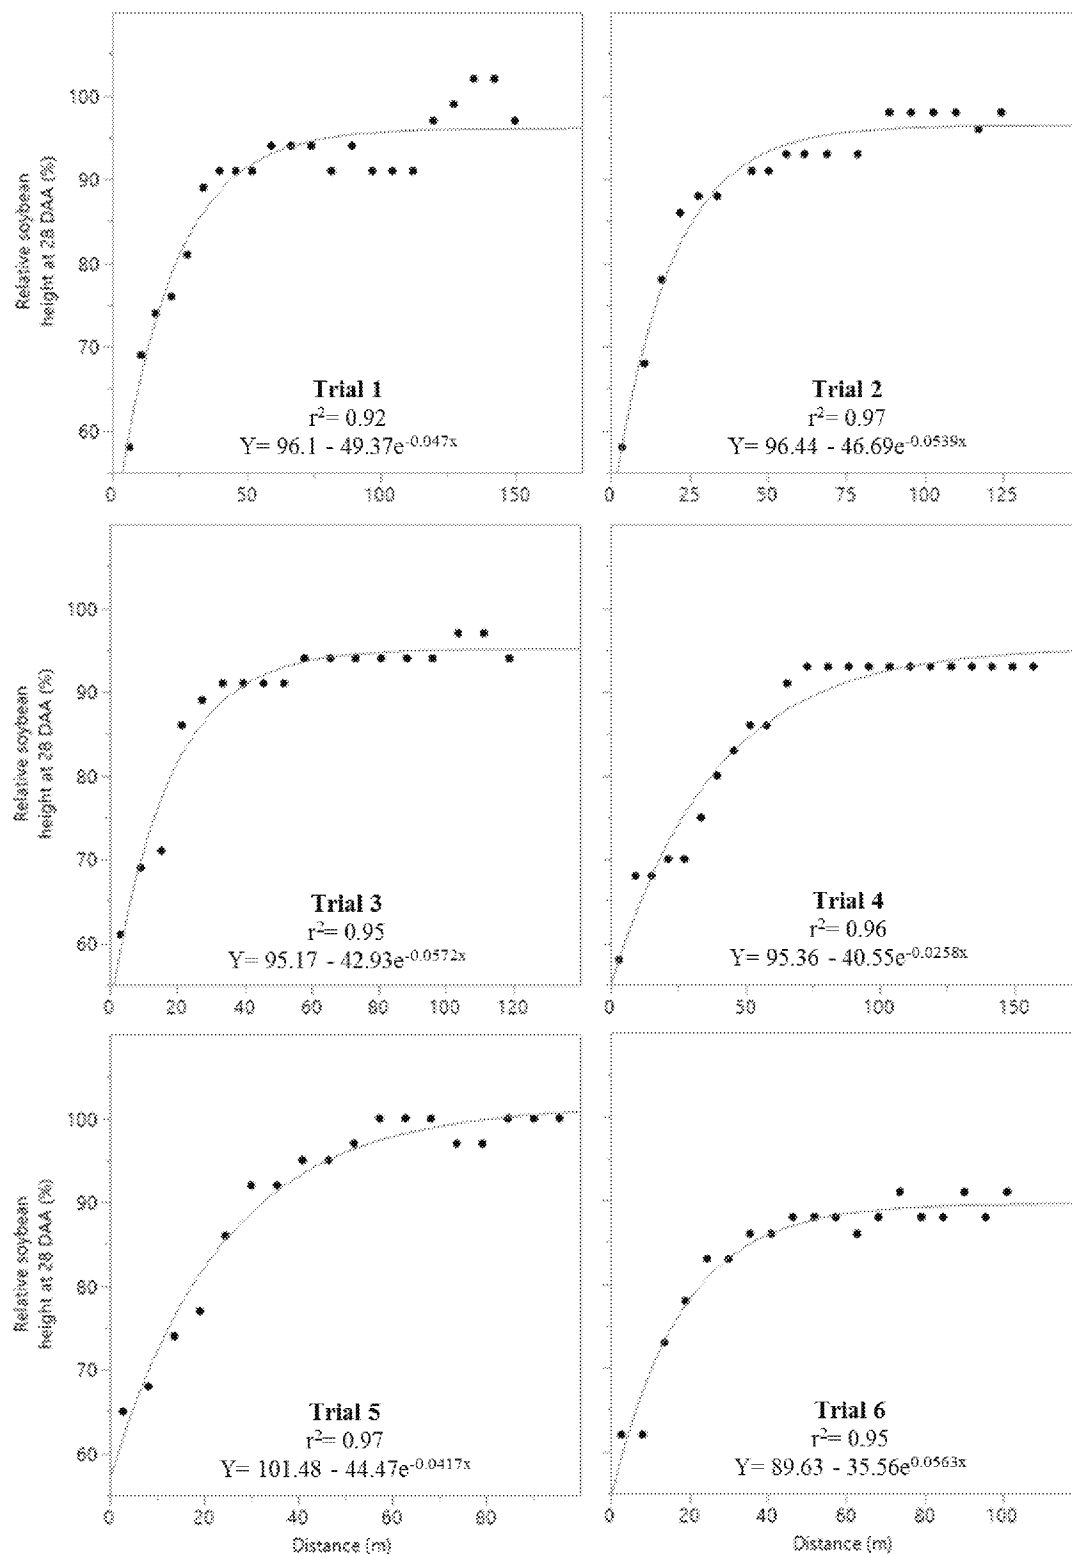 Relative soybean
height at 28 DAA (%)
100
90
80
70
60
Trial 1
r²= 0.92
Y= 96.1 - 49.37e⁻⁰·⁰⁴⁷ˣ
0 50 100 150
Trial 2
r²= 0.97
Y= 96.44 - 46.69e⁻⁰·⁰⁵³⁹ˣ
0 25 50 75 100 125
Relative soybean
height at 28 DAA (%)
100
90
80
70
60
Trial 3
r²= 0.95
Y= 95.17 - 42.93e⁻⁰·⁰⁵⁷²ˣ
0 20 40 60 80 100 120
Trial 4
r²= 0.96
Y= 95.36 - 40.55e⁻⁰·⁰²⁵⁸ˣ
0 50 100 150
Relative soybean
height at 28 DAA (%)
100
90
80
70
60
Trial 5
r²= 0.97
Y= 101.48 - 44.47e⁻⁰·⁰⁴¹⁷ˣ
0 20 40 60 80
Distance (m)
Trial 6
r²= 0.95
Y= 89.63 - 35.56e⁰·⁰⁵⁶³ˣ
0 20 40 60 80 100
Distance (m)